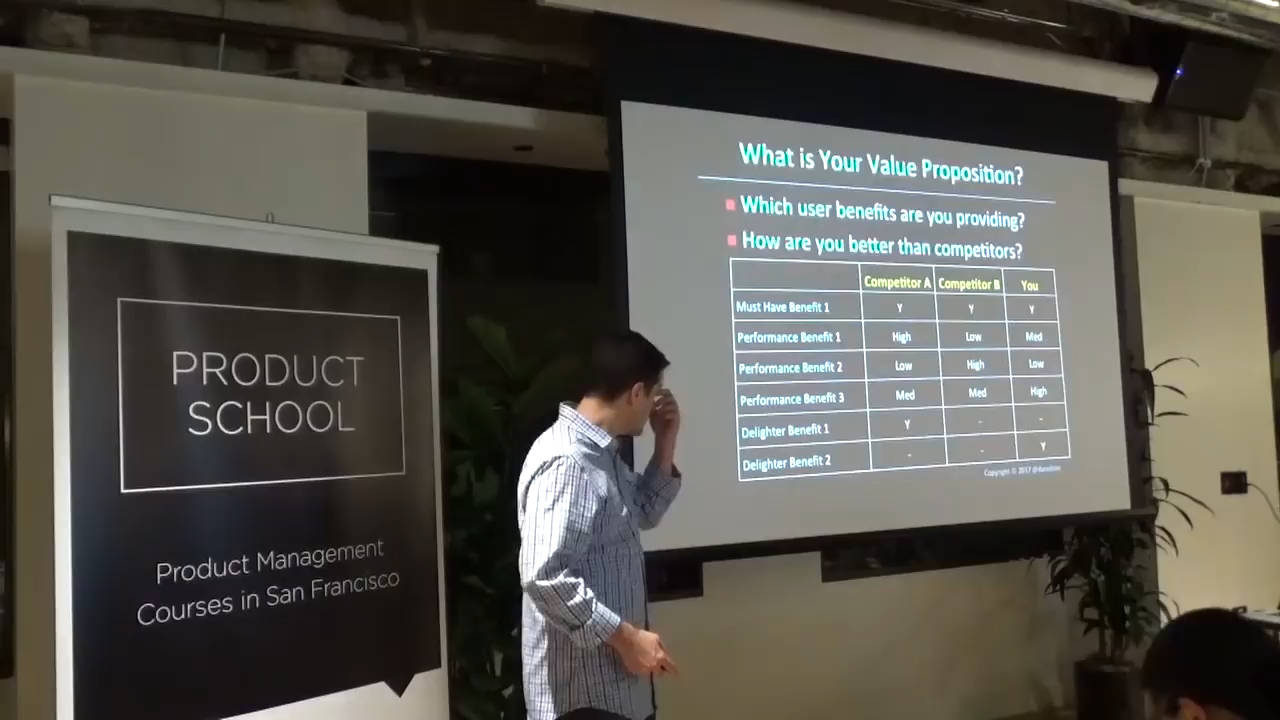 PRODUCT
SCHOOL
Product Management
Courses in San Francisco
What is Your Value Proposition?
Which user benefits are you providing?
How are you better than competitors?
Competitor A Competitor B You
Must Have Benefit 1 Y Y Y
Performance Benefit 1 High Low Med
Performance Benefit 2 Low High Low
Performance Benefit 3 Med Med High
Delighter Benefit 1 Y - -
Delighter Benefit 2 - - Y
Copyright © 2017